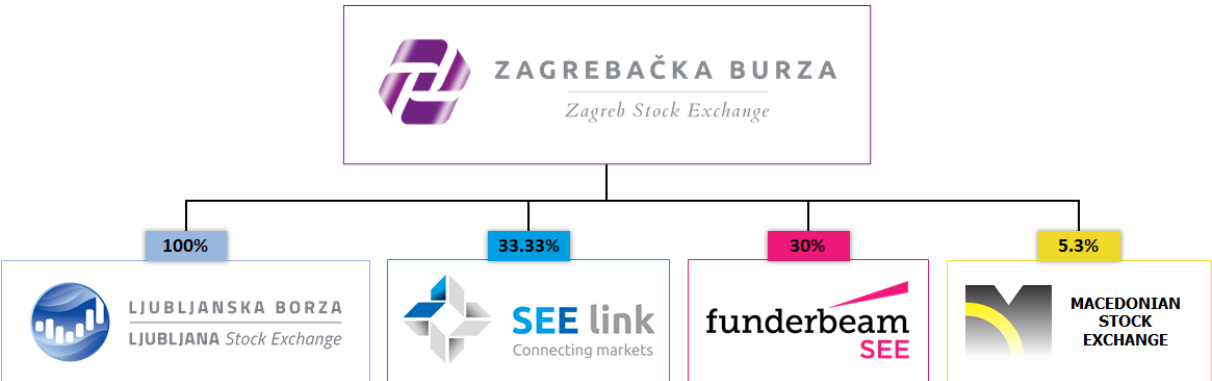 ZAGREBAČKA BURZA
Zagreb Stock Exchange
100%
33.33%
30%
5.3%
LJUBLJANSKA BORZA
LJUBLJANA Stock Exchange
SEE link
Connecting markets
funderbeam
SEE
MACEDONIAN
STOCK
EXCHANGE